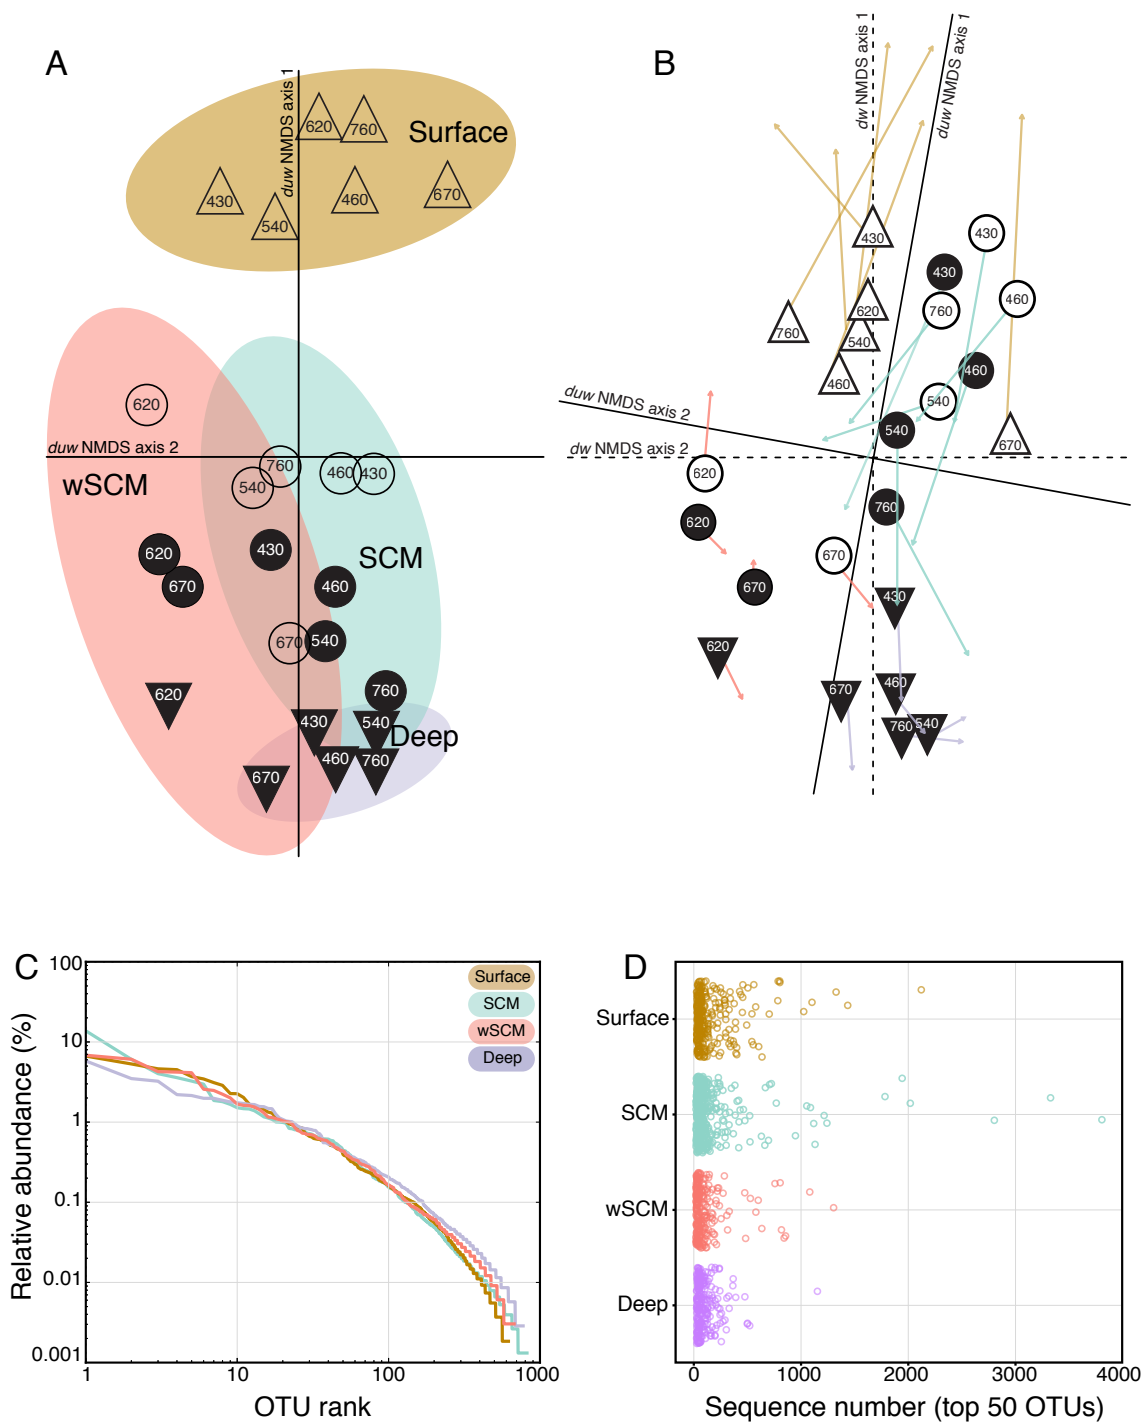 A
duw NMDS axis 1
620
760
Surface
430
540
460
670
620
duw NMDS axis 2
wSCM
760
540
460
430
620
430
SCM
670
460
670
540
620
760
430
540
Deep
460
760
670
B
dw NMDS axis 1
duw NMDS axis 1
430
430
430
620
760
460
760
540
460
460
duw NMDS axis 2
540
540
670
dw NMDS axis 2
620
760
620
670
670
430
620
670
460
760
540
C
100
10
1
0.1
0.01
0.001
Relative abundance (%)
Surface
SCM
wSCM
Deep
1
10
100
1000
OTU rank
D
Surface
SCM
wSCM
Deep
0
1000
2000
3000
4000
Sequence number (top 50 OTUs)